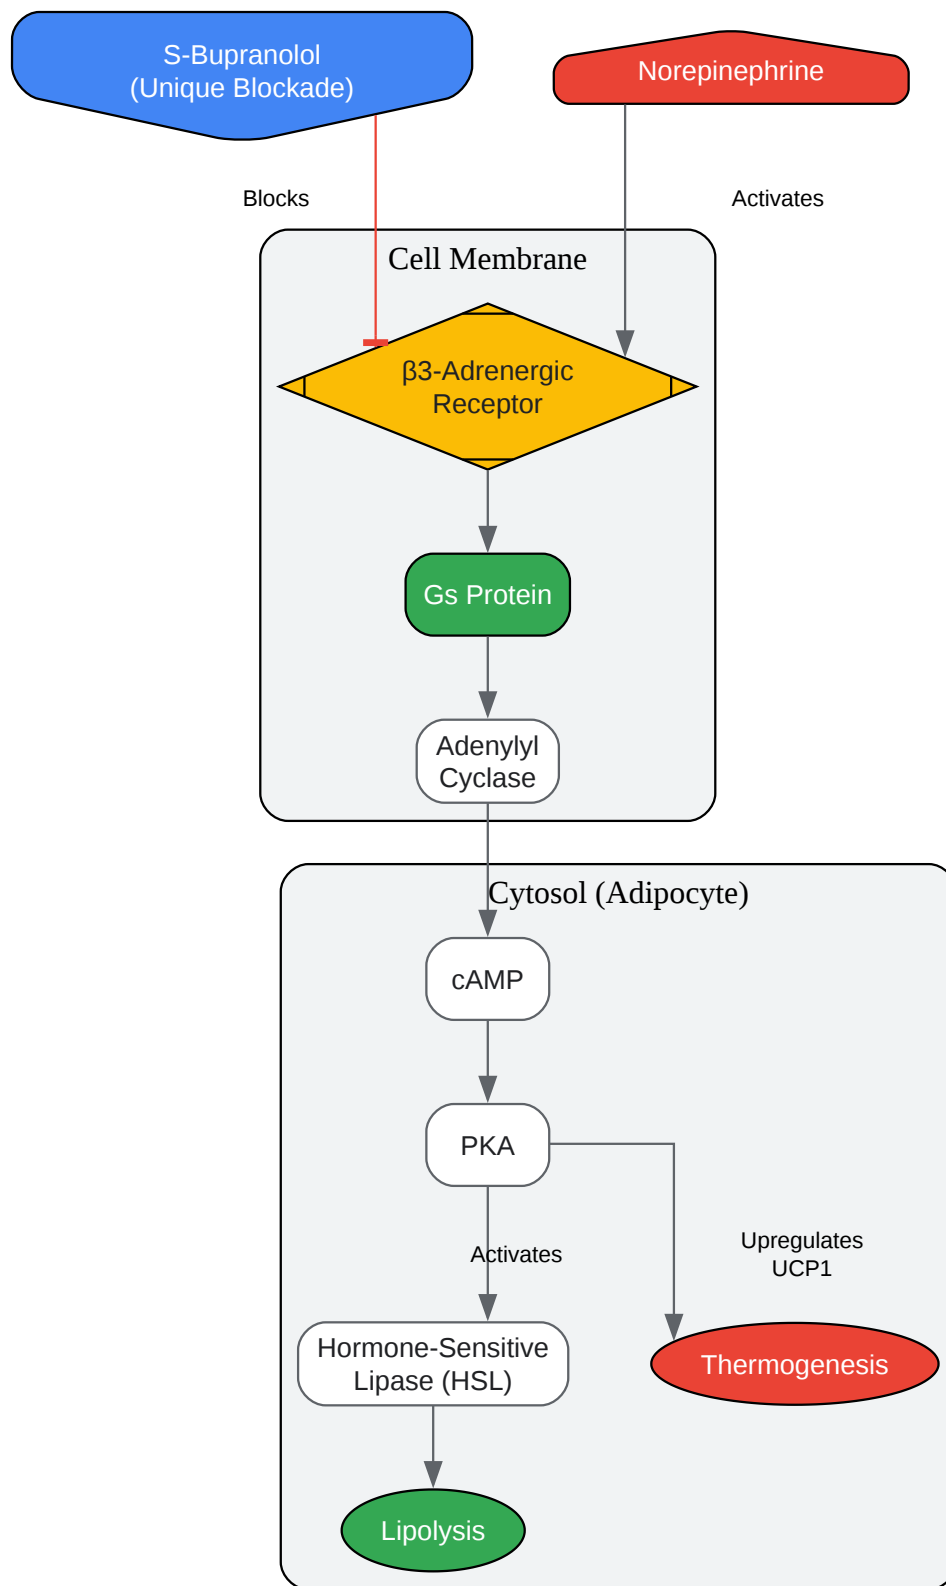 S-Bupranolol
(Unique Blockade)
Norepinephrine
Blocks
Activates
Cell Membrane
β3-Adrenergic
Receptor
Gs Protein
Adenylyl
Cyclase
Cytosol (Adipocyte)
cAMP
PKA
Activates
Upregulates
UCP1
Hormone-Sensitive
Lipase (HSL)
Thermogenesis
Lipolysis